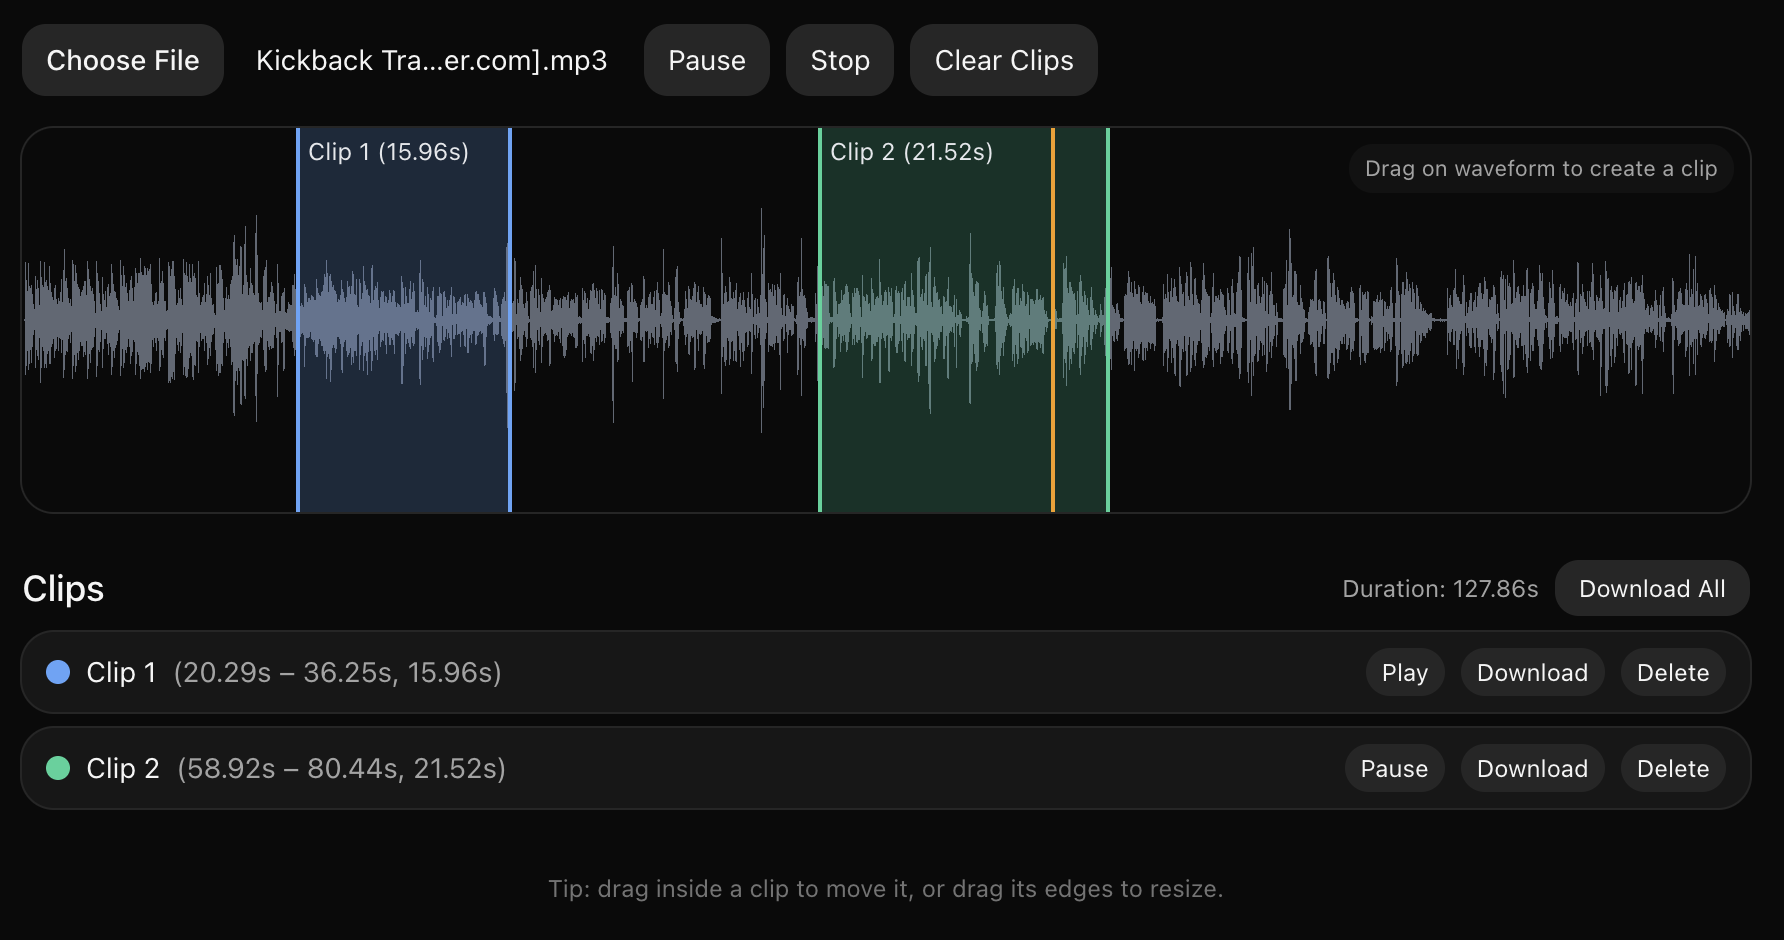 Choose File Kickback Tra...er.com].mp3 Pause Stop Clear Clips
Clip 1 (15.96s) Clip 2 (21.52s) Drag on waveform to create a clip
Clips Duration: 127.86s Download All
Clip 1 (20.29s – 36.25s, 15.96s) Play Download Delete
Clip 2 (58.92s – 80.44s, 21.52s) Pause Download Delete
Tip: drag inside a clip to move it, or drag its edges to resize.